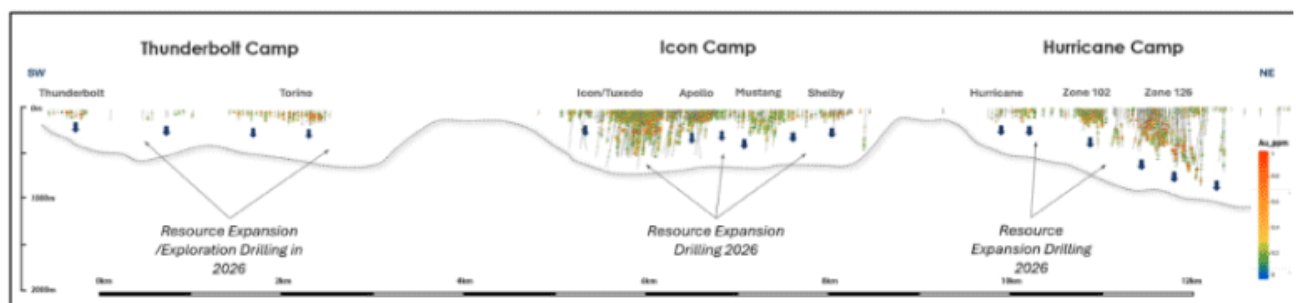 Thunderbolt Camp
Icon Camp
Hurricane Camp
SW
NE
Thunderbolt
Torino
Icon/Tuxedo
Apollo
Mustang
Shelby
Hurricane
Zone 102
Zone 126
0m
Au_ppm
1000m
Resource Expansion
/Exploration Drilling in
2026
Resource Expansion
Drilling 2026
Resource
Expansion Drilling
2026
2000m
0km
2km
4km
6km
8km
10km
12km